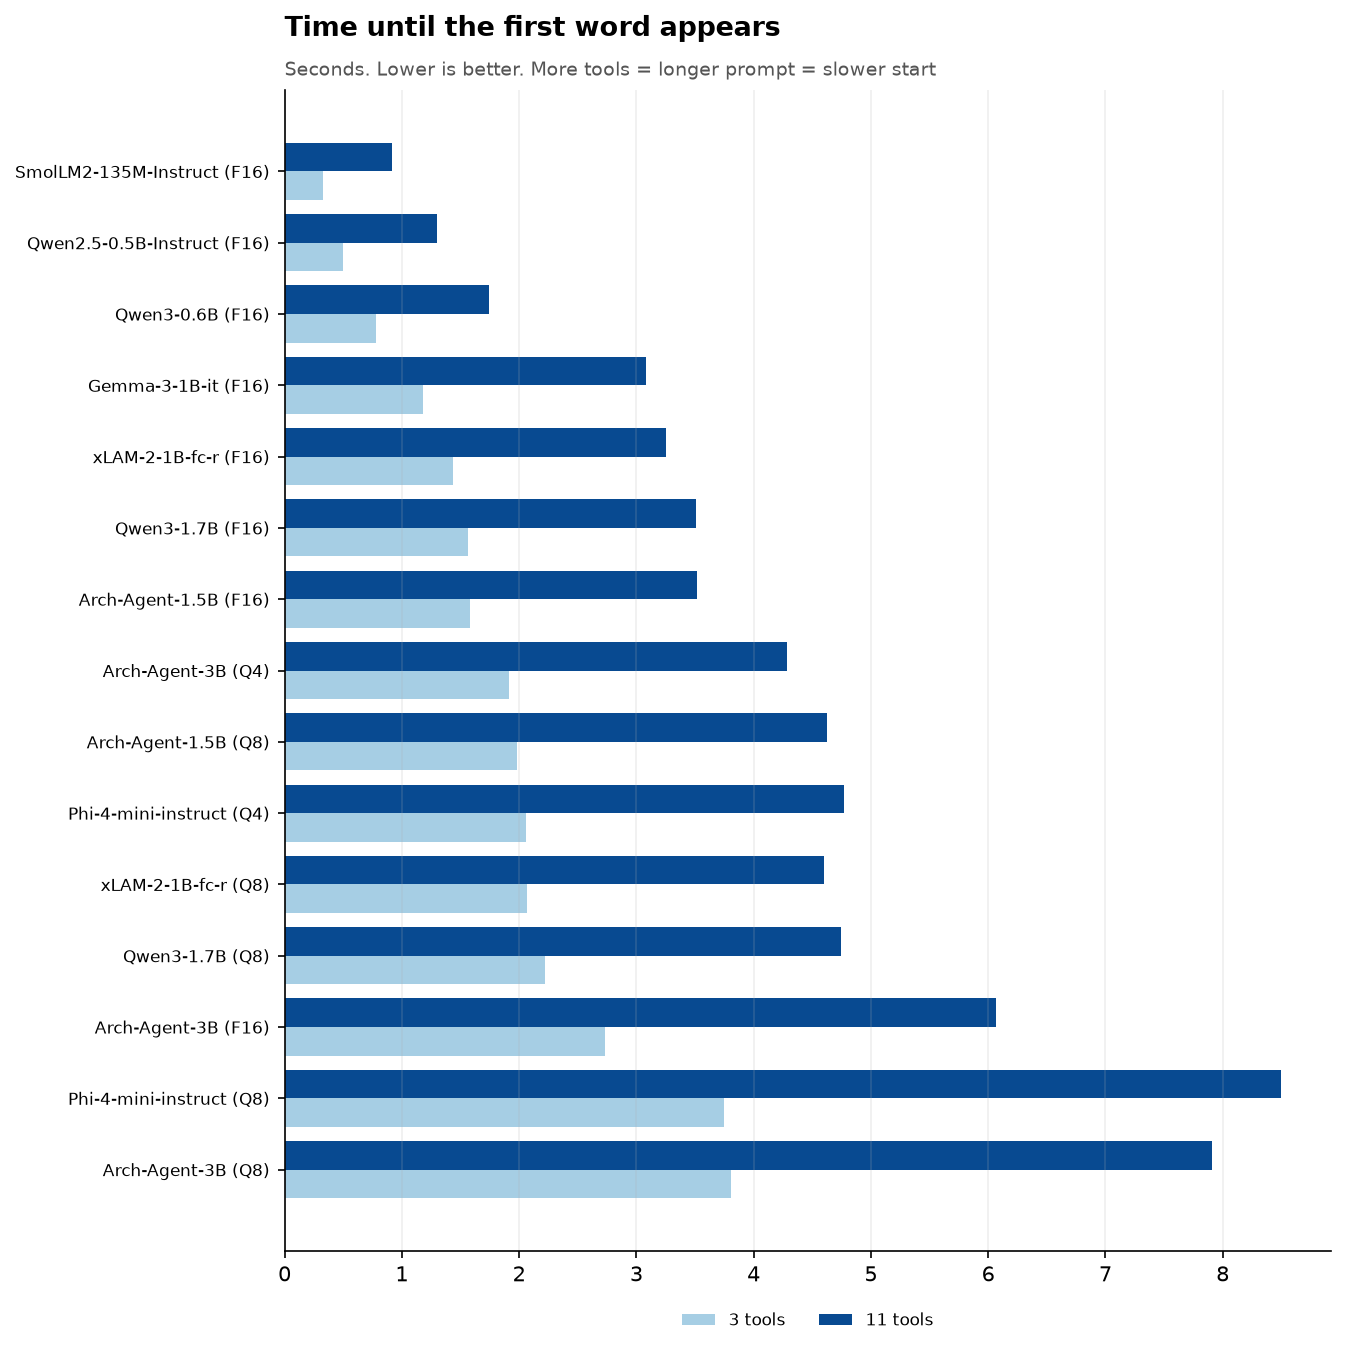 Time until the first word appears
Seconds. Lower is better. More tools = longer prompt = slower start
SmolLM2-135M-Instruct (F16)
Qwen2.5-0.5B-Instruct (F16)
Qwen3-0.6B (F16)
Gemma-3-1B-it (F16)
xLAM-2-1B-fc-r (F16)
Qwen3-1.7B (F16)
Arch-Agent-1.5B (F16)
Arch-Agent-3B (Q4)
Arch-Agent-1.5B (Q8)
Phi-4-mini-instruct (Q4)
xLAM-2-1B-fc-r (Q8)
Qwen3-1.7B (Q8)
Arch-Agent-3B (F16)
Phi-4-mini-instruct (Q8)
Arch-Agent-3B (Q8)
0 1 2 3 4 5 6 7 8
3 tools 11 tools